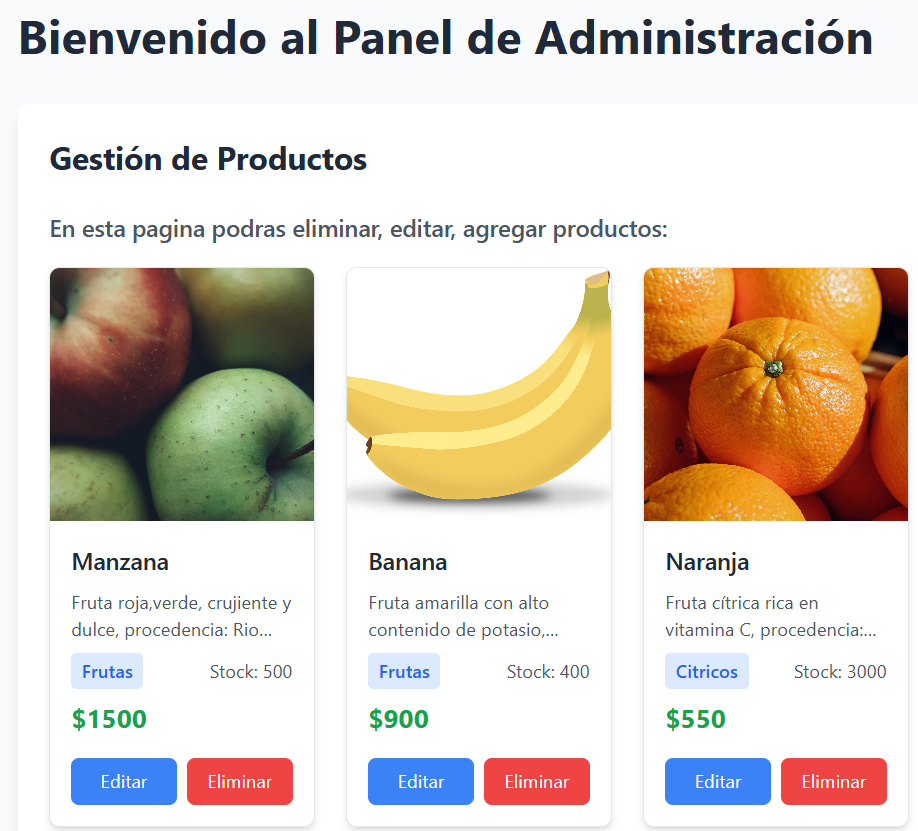 Bienvenido al Panel de Administración
Gestión de Productos
En esta pagina podras eliminar, editar, agregar productos:
Manzana
Fruta roja,verde, crujiente y
dulce, procedencia: Rio...
Frutas
Stock: 500
$1500
Editar
Eliminar
Banana
Fruta amarilla con alto
contenido de potasio,...
Frutas
Stock: 400
$900
Editar
Eliminar
Naranja
Fruta cítrica rica en
vitamina C, procedencia:...
Citricos
Stock: 3000
$550
Editar
Eliminar